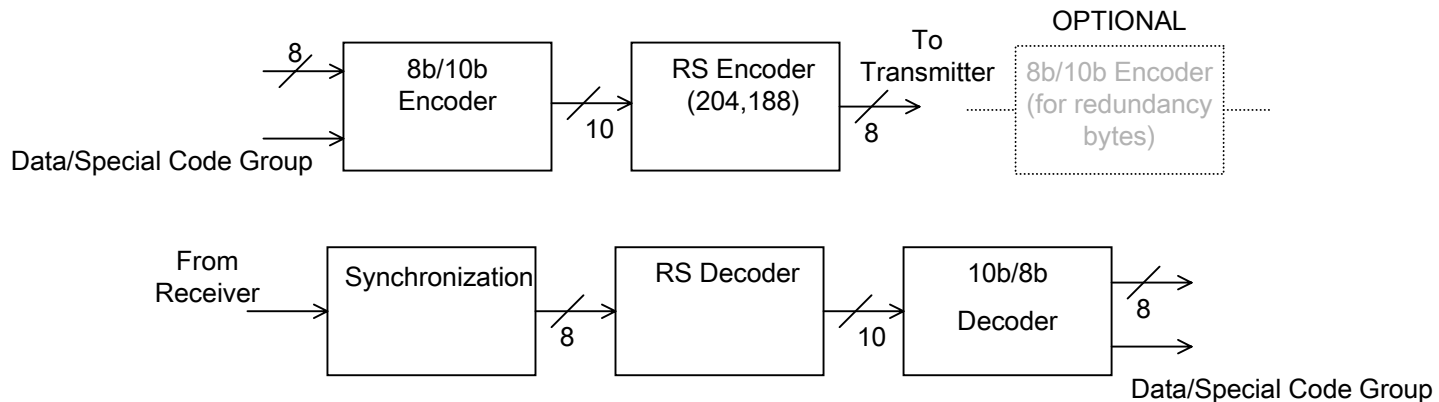 OPTIONAL
8
8b/10b
Encoder
10
RS Encoder
(204,188)
8
To
Transmitter
8b/10b Encoder
(for redundancy
bytes)
Data/Special Code Group
From
Receiver
Synchronization
8
RS Decoder
10
10b/8b
Decoder
8
Data/Special Code Group